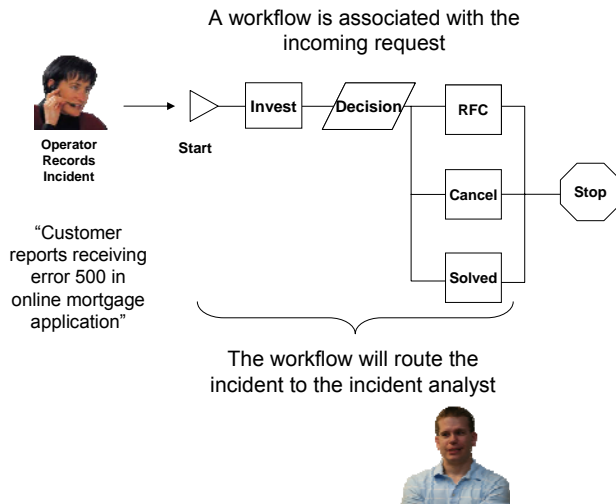 A workflow is associated with the
incoming request
Invest
Decision
RFC
Operator
Records
Incident
Start
Cancel
Stop
“Customer
reports receiving
error 500 in
online mortgage
application”
Solved
The workflow will route the
incident to the incident analyst